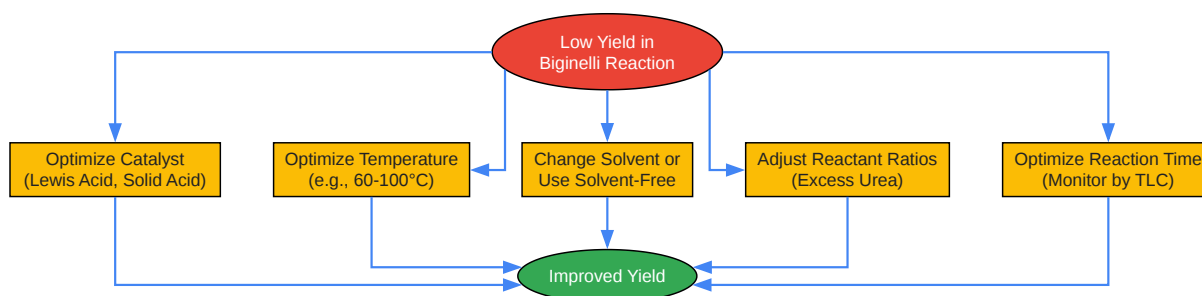 Low Yield in
Biginelli Reaction
Optimize Catalyst
(Lewis Acid, Solid Acid)
Optimize Temperature
(e.g., 60-100°C)
Change Solvent or
Use Solvent-Free
Adjust Reactant Ratios
(Excess Urea)
Optimize Reaction Time
(Monitor by TLC)
Improved Yield